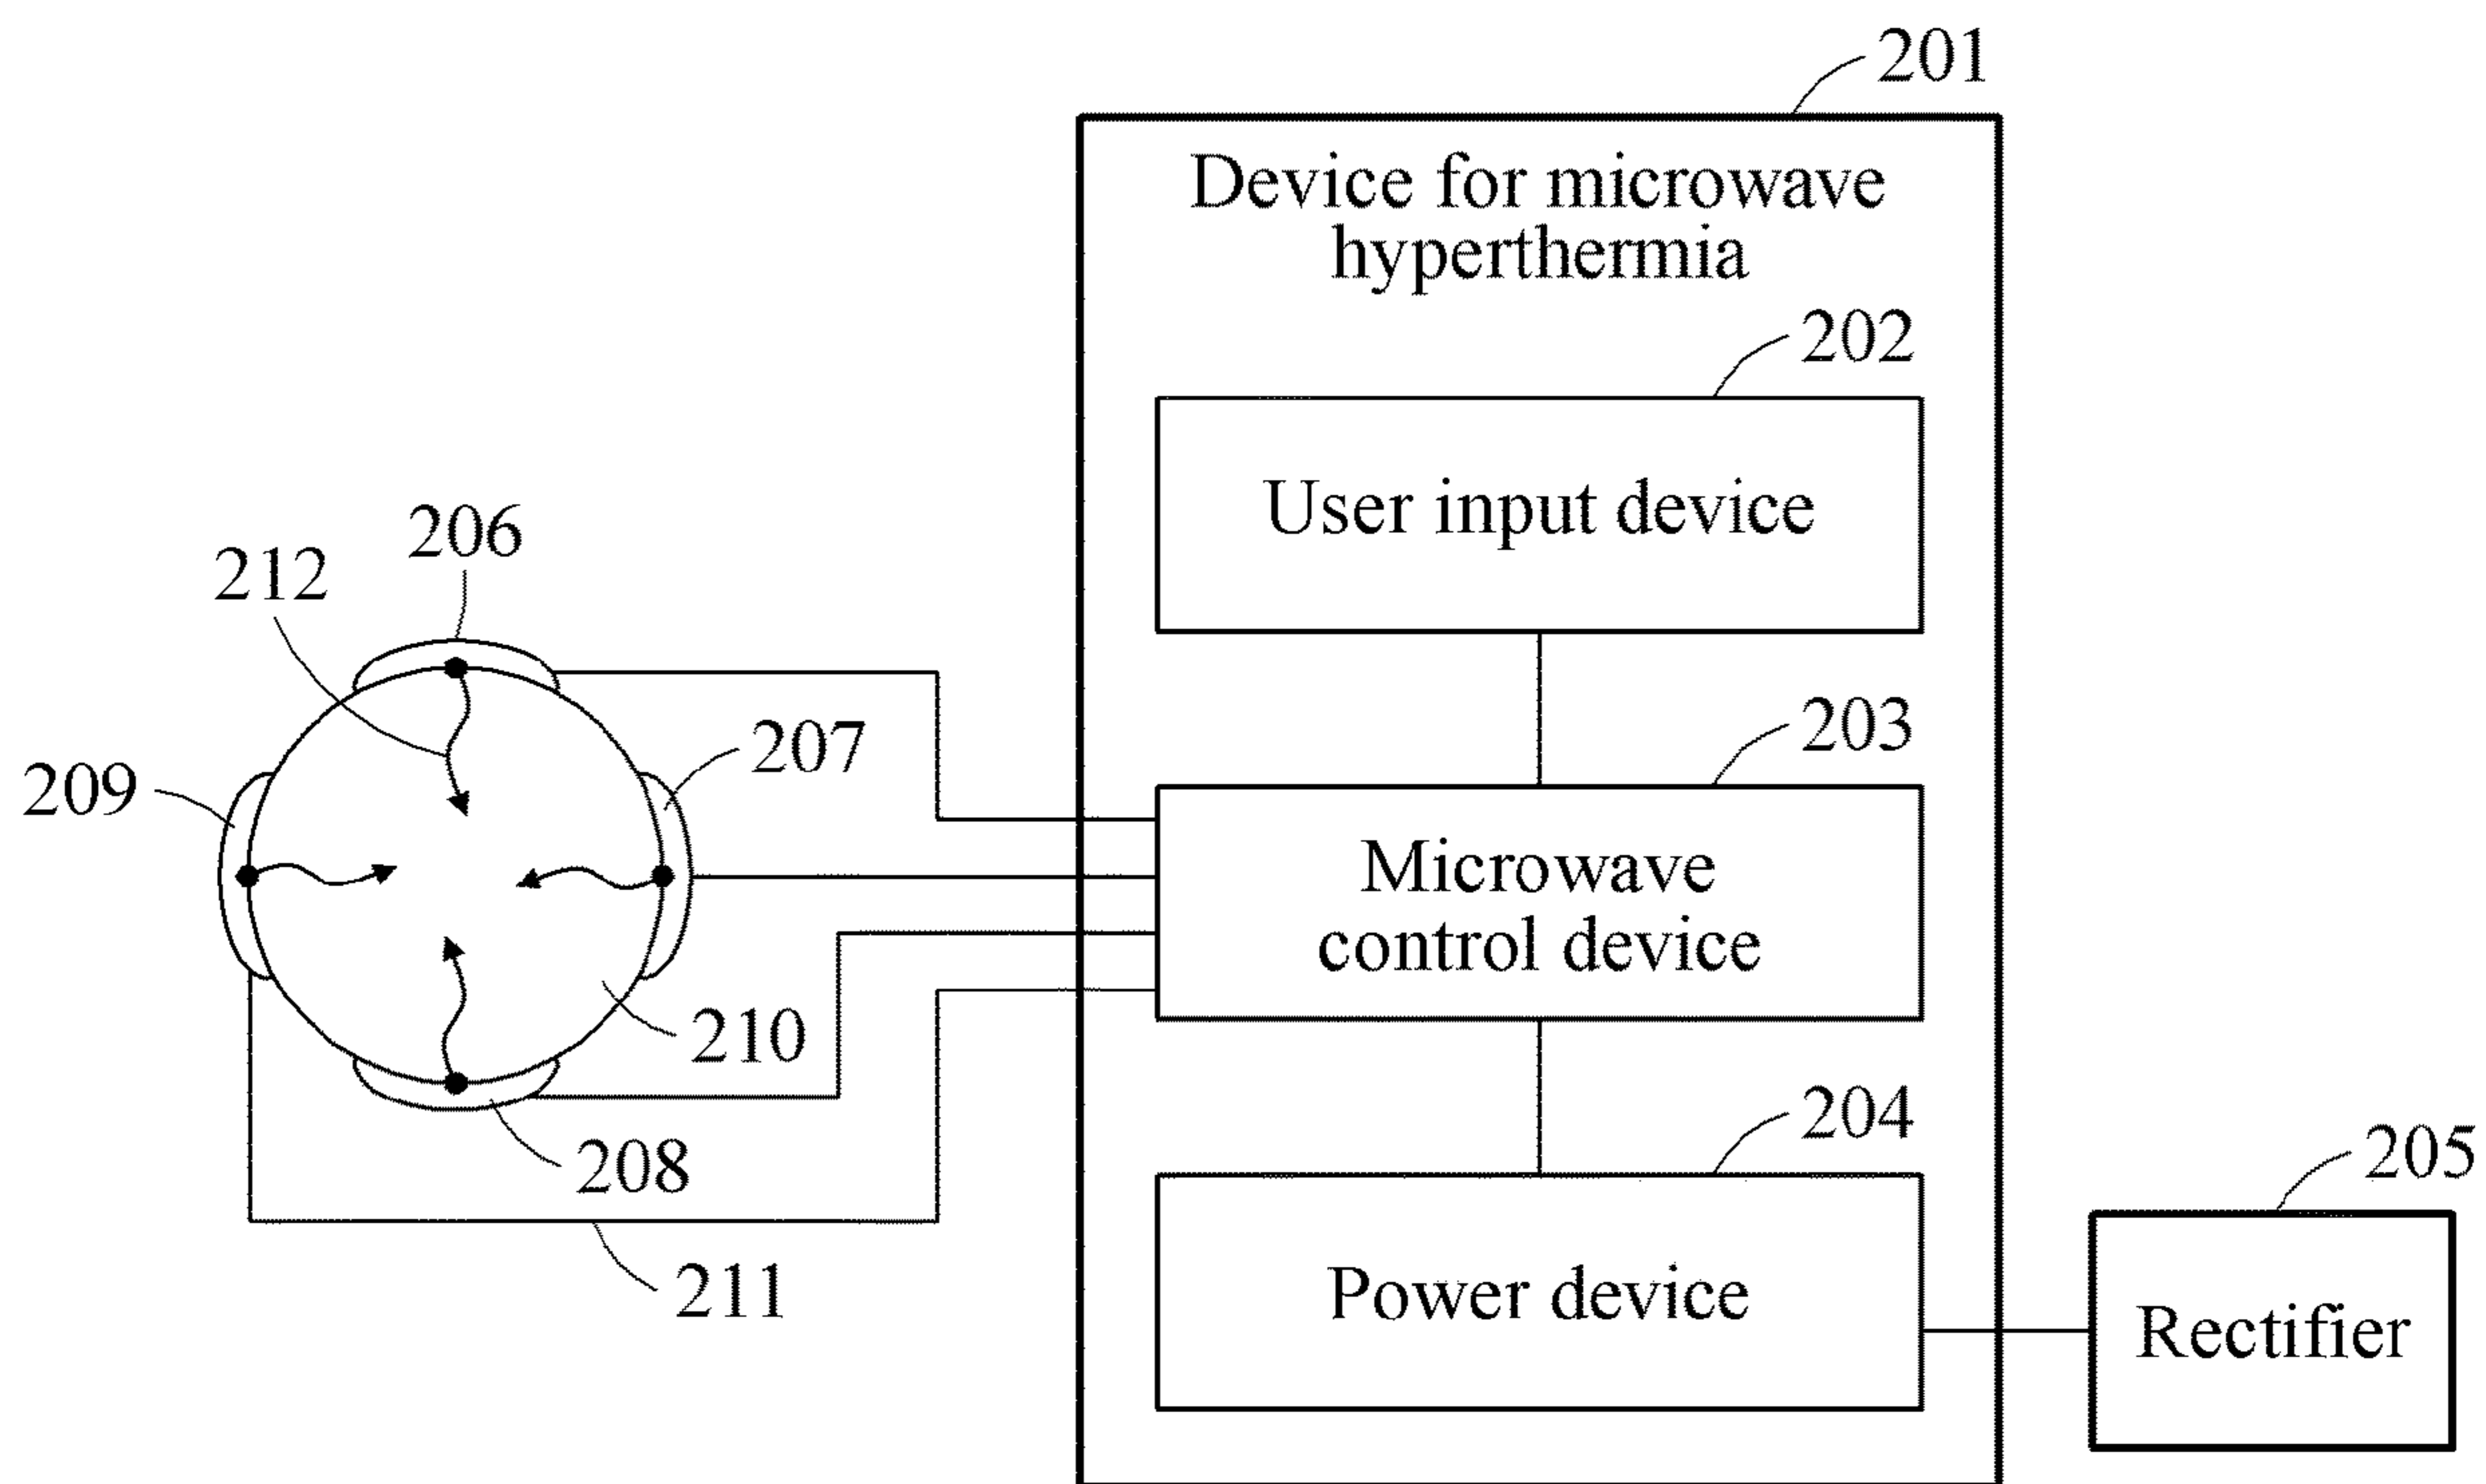 201
Device for microwave
hyperthermia
202
User input device
206
212
207
203
209
Microwave
control device
210
204
208
205
211
Power device
Rectifier